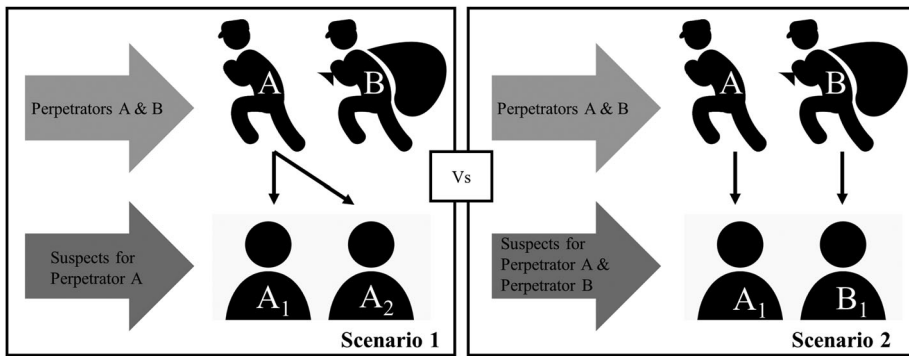 Perpetrators A & B
A
B
Suspects for
Perpetrator A
A₁
A₂
Scenario 1
Vs
Perpetrators A & B
A
B
Suspects for
Perpetrator A &
Perpetrator B
A₁
B₁
Scenario 2